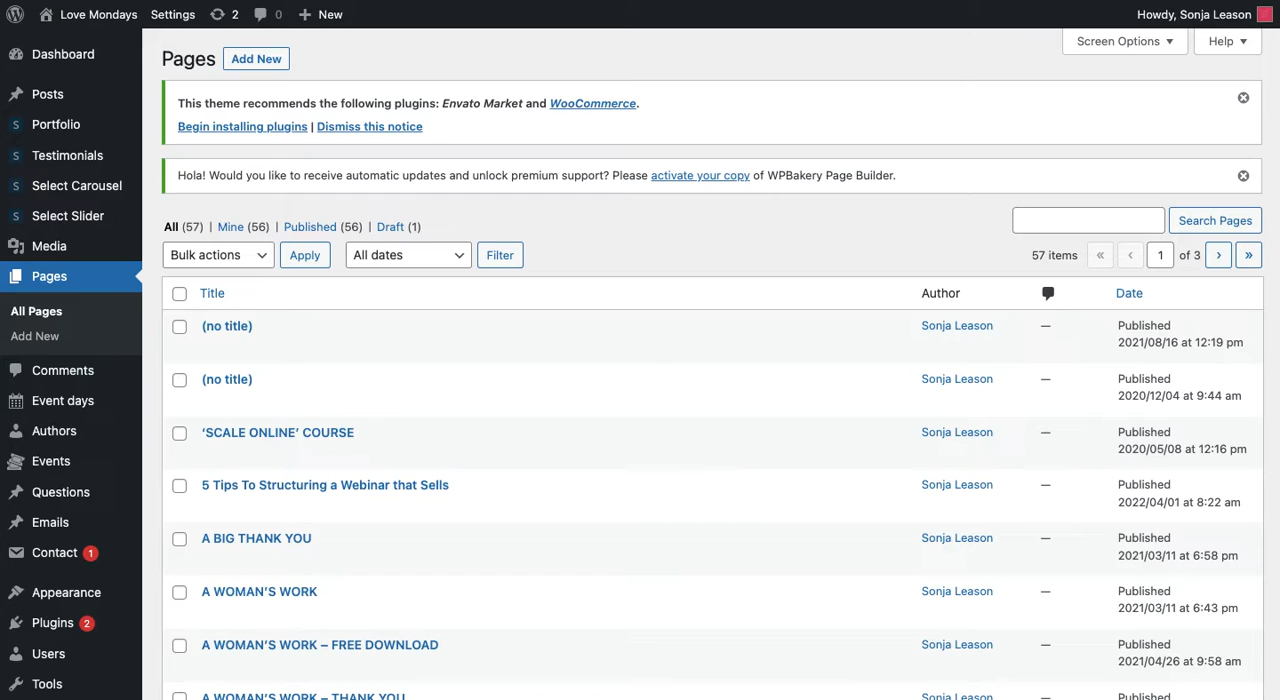 Love Mondays Settings 2 0 New Howdy, Sonja Leason
Screen Options Help
Dashboard
Posts
Portfolio
Testimonials
Select Carousel
Select Slider
Media
Pages
All Pages
Add New
Comments
Event days
Authors
Events
Questions
Emails
Contact 1
Appearance
Plugins 2
Users
Tools
Pages Add New
This theme recommends the following plugins: Envato Market and WooCommerce.
Begin installing plugins | Dismiss this notice
Hola! Would you like to receive automatic updates and unlock premium support? Please activate your copy of WPBakery Page Builder.
All (57) | Mine (56) | Published (56) | Draft (1) Search Pages
Bulk actions Apply All dates Filter 57 items « ‹ 1 of 3 › »
Title Author Date
(no title) Sonja Leason — Published
2021/08/16 at 12:19 pm
(no title) Sonja Leason — Published
2020/12/04 at 9:44 am
‘SCALE ONLINE’ COURSE Sonja Leason — Published
2020/05/08 at 12:16 pm
5 Tips To Structuring a Webinar that Sells Sonja Leason — Published
2022/04/01 at 8:22 am
A BIG THANK YOU Sonja Leason — Published
2021/03/11 at 6:58 pm
A WOMAN’S WORK Sonja Leason — Published
2021/03/11 at 6:43 pm
A WOMAN’S WORK – FREE DOWNLOAD Sonja Leason — Published
2021/04/26 at 9:58 am
A WOMAN’S WORK – THANK YOU Sonja Leason — Published